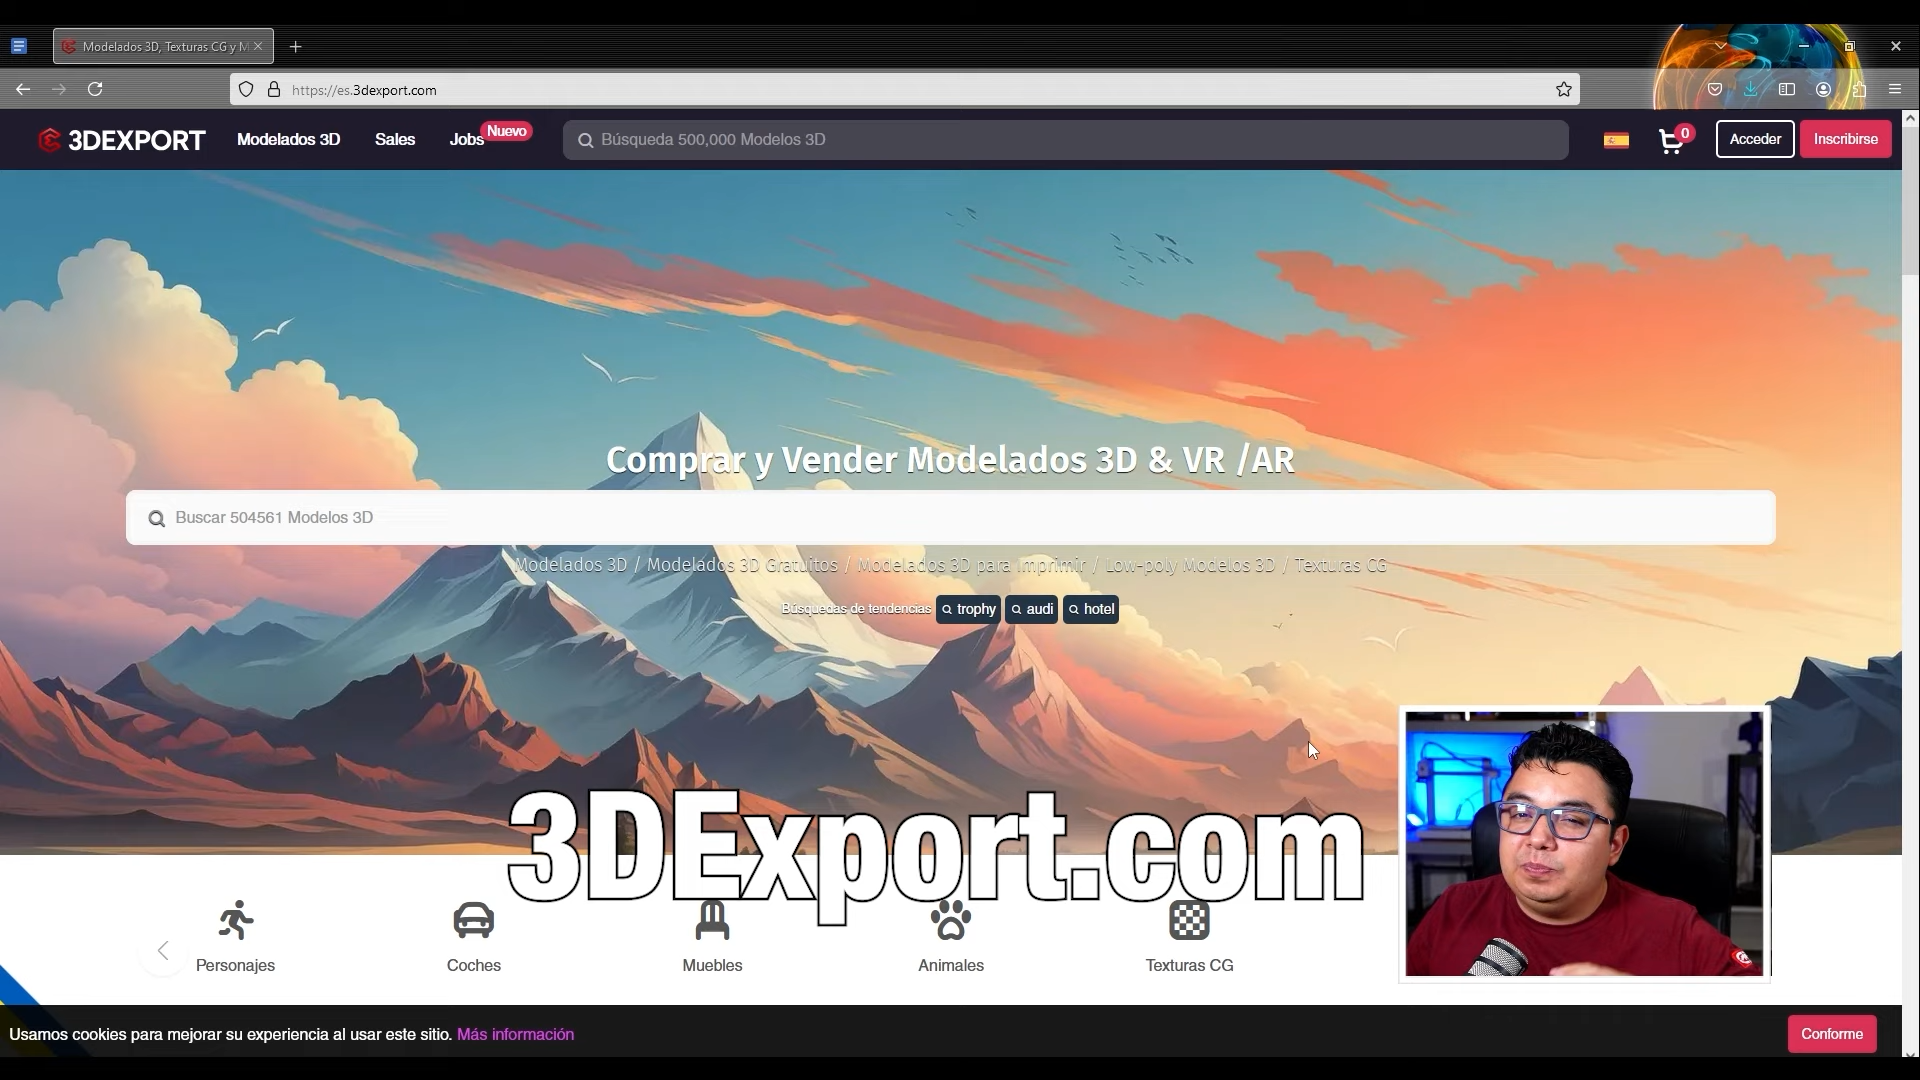 Modelados 3D, Texturas CG y M
https://es.3dexport.com
3DEXPORT
Modelados 3D
Sales
Jobs
Nuevo
Búsqueda 500,000 Modelos 3D
0
Acceder
Inscribirse
Comprar y Vender Modelados 3D & VR /AR
Buscar 504561 Modelos 3D
Modelados 3D / Modelados 3D Gratuitos / Modelados 3D para imprimir / Low-poly Modelos 3D / Texturas CG
Búsquedas de tendencias trophy audi hotel
3DExport.com
Personajes
Coches
Muebles
Animales
Texturas CG
Usamos cookies para mejorar su experiencia al usar este sitio. Más información
Conforme